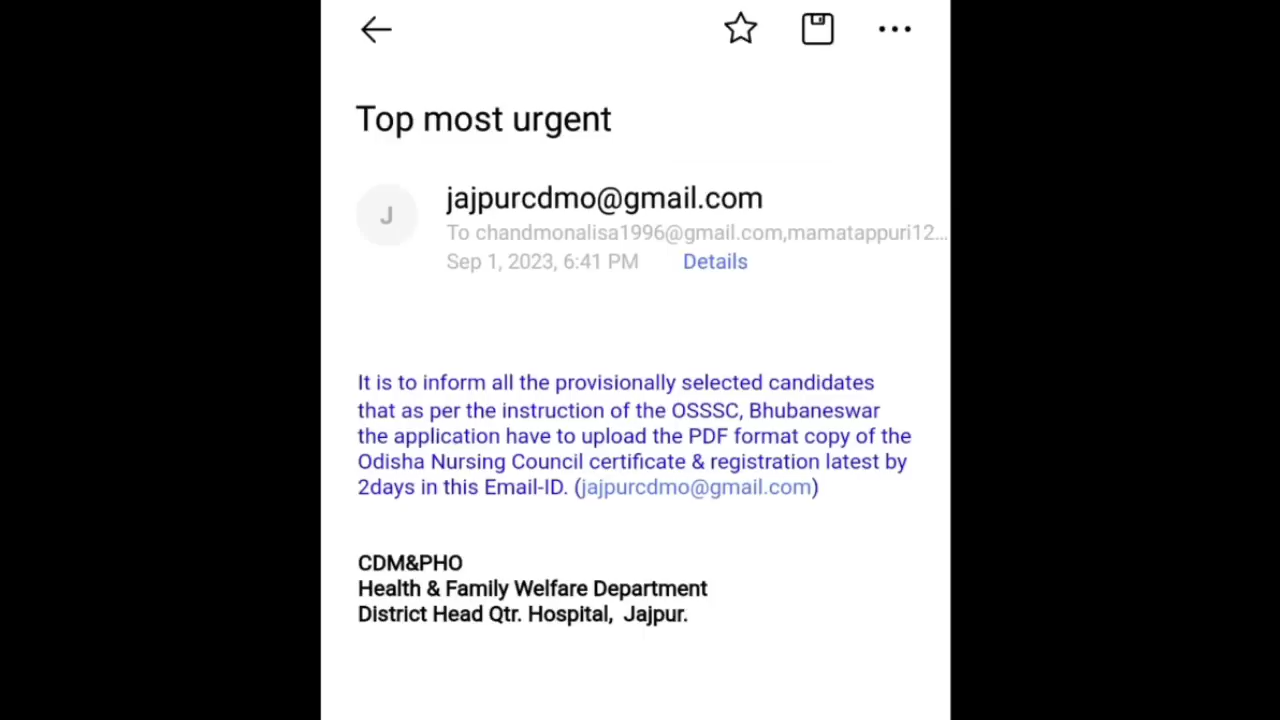 Top most urgent
J
jajpurcdmo@gmail.com
To chandmonalisa1996@gmail.com,mamatappuri12...
Sep 1, 2023, 6:41 PM Details
It is to inform all the provisionally selected candidates
that as per the instruction of the OSSSC, Bhubaneswar
the application have to upload the PDF format copy of the
Odisha Nursing Council certificate & registration latest by
2days in this Email-ID. (jajpurcdmo@gmail.com)
CDM&PHO
Health & Family Welfare Department
District Head Qtr. Hospital, Jajpur.